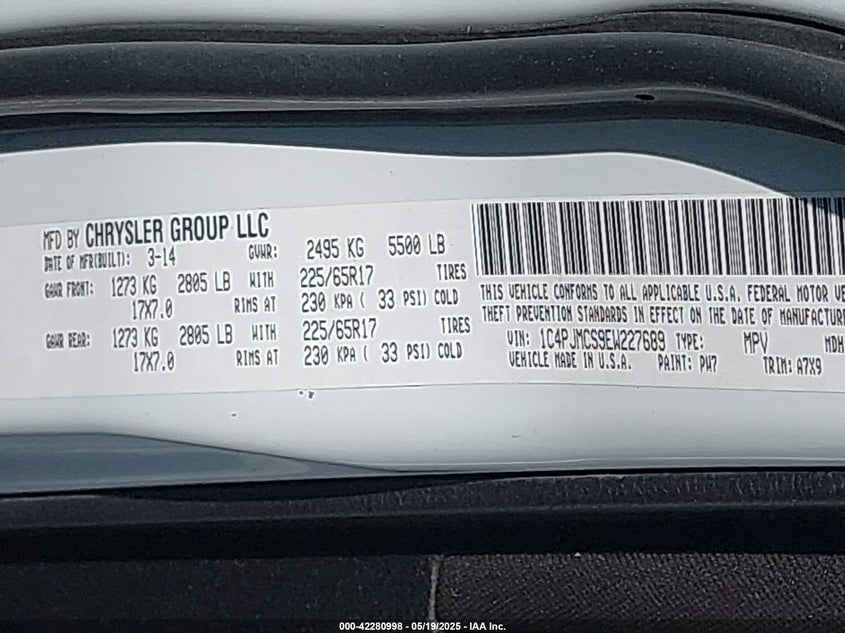 MFD BY CHRYSLER GROUP LLC
DATE OF MFR(BUILT): 3-14 GVWR: 2495 KG 5500 LB
GAWR FRONT: 1273 KG 2805 LB WITH 225/65R17 TIRES
17X7.0 RIMS AT 230 KPA ( 33 PSI) COLD
GAWR REAR: 1273 KG 2805 LB WITH 225/65R17 TIRES
17X7.0 RIMS AT 230 KPA ( 33 PSI) COLD
THIS VEHICLE CONFORMS TO ALL APPLICABLE U.S.A. FEDERAL MOTOR VE
THEFT PREVENTION STANDARDS IN EFFECT ON THE DATE OF MANUFACTURE
VIN: 1C4PJMCS9EW227689 TYPE: MPV MDH
VEHICLE MADE IN U.S.A. PAINT: PW7 TRIM: A7X9
000-42280998 - 05/19/2025 - IAA Inc.